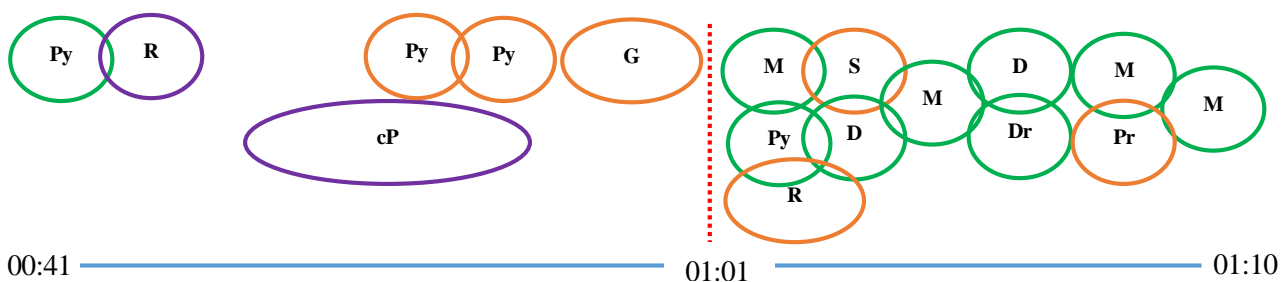 Py R Py Py G M S D M
M M
cP Py D Dr Pr
R
00:41 01:01 01:10